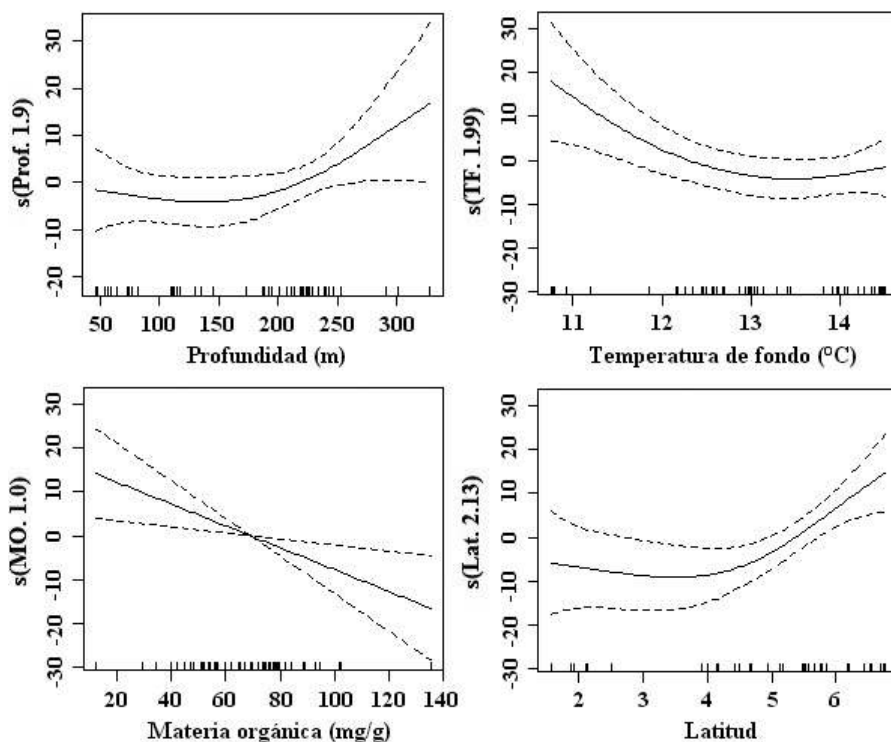 s(Prof. 1.9)
30
20
10
0
-10
-20
50 100 150 200 250 300
Profundidad (m)
s(TF. 1.99)
30
20
10
0
-10
-20
-30
11 12 13 14
Temperatura de fondo (°C)
s(MO. 1.0)
30
20
10
0
-10
-20
-30
20 40 60 80 100 120 140
Materia orgánica (mg/g)
s(Lat. 2.13)
30
20
10
0
-10
-20
-30
2 3 4 5 6
Latitud